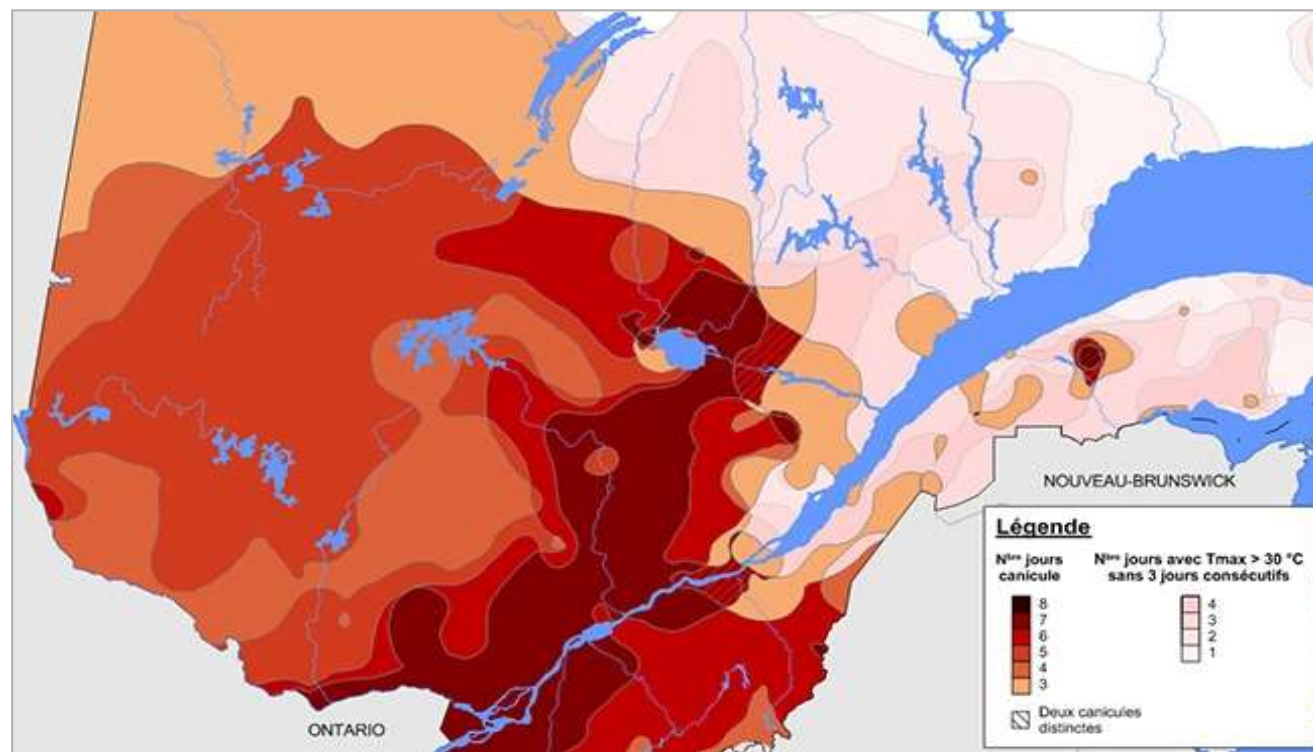 NOUVEAU-BRUNSWICK
ONTARIO
Légende
Nbre jours
canicule
8
7
6
5
4
3
Nbre jours avec Tmax > 30 °C
sans 3 jours consécutifs
4
3
2
1
Deux canicules
distinctes